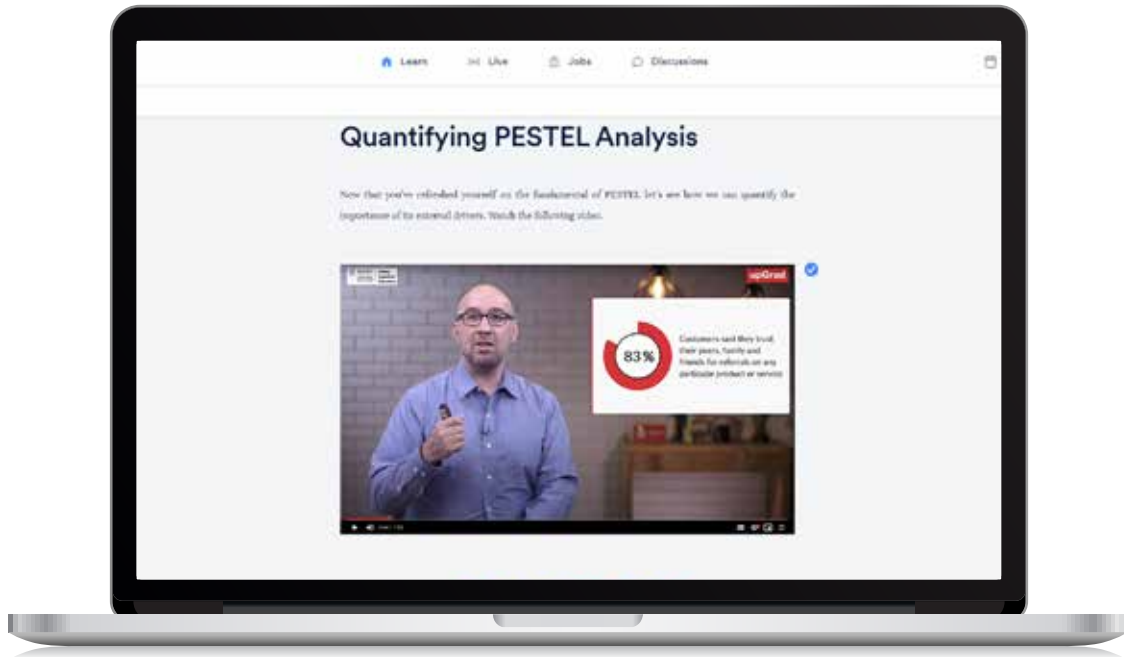 Learn Live Jobs Discussions
Quantifying PESTEL Analysis
Now that you've refreshed yourself on the fundamental of PESTEL let's see how we can quantify the
importance of its external drivers. Watch the following video.
upGrad
83%
Customers said they trust
their peers, family and
friends for referrals on any
particular product or service